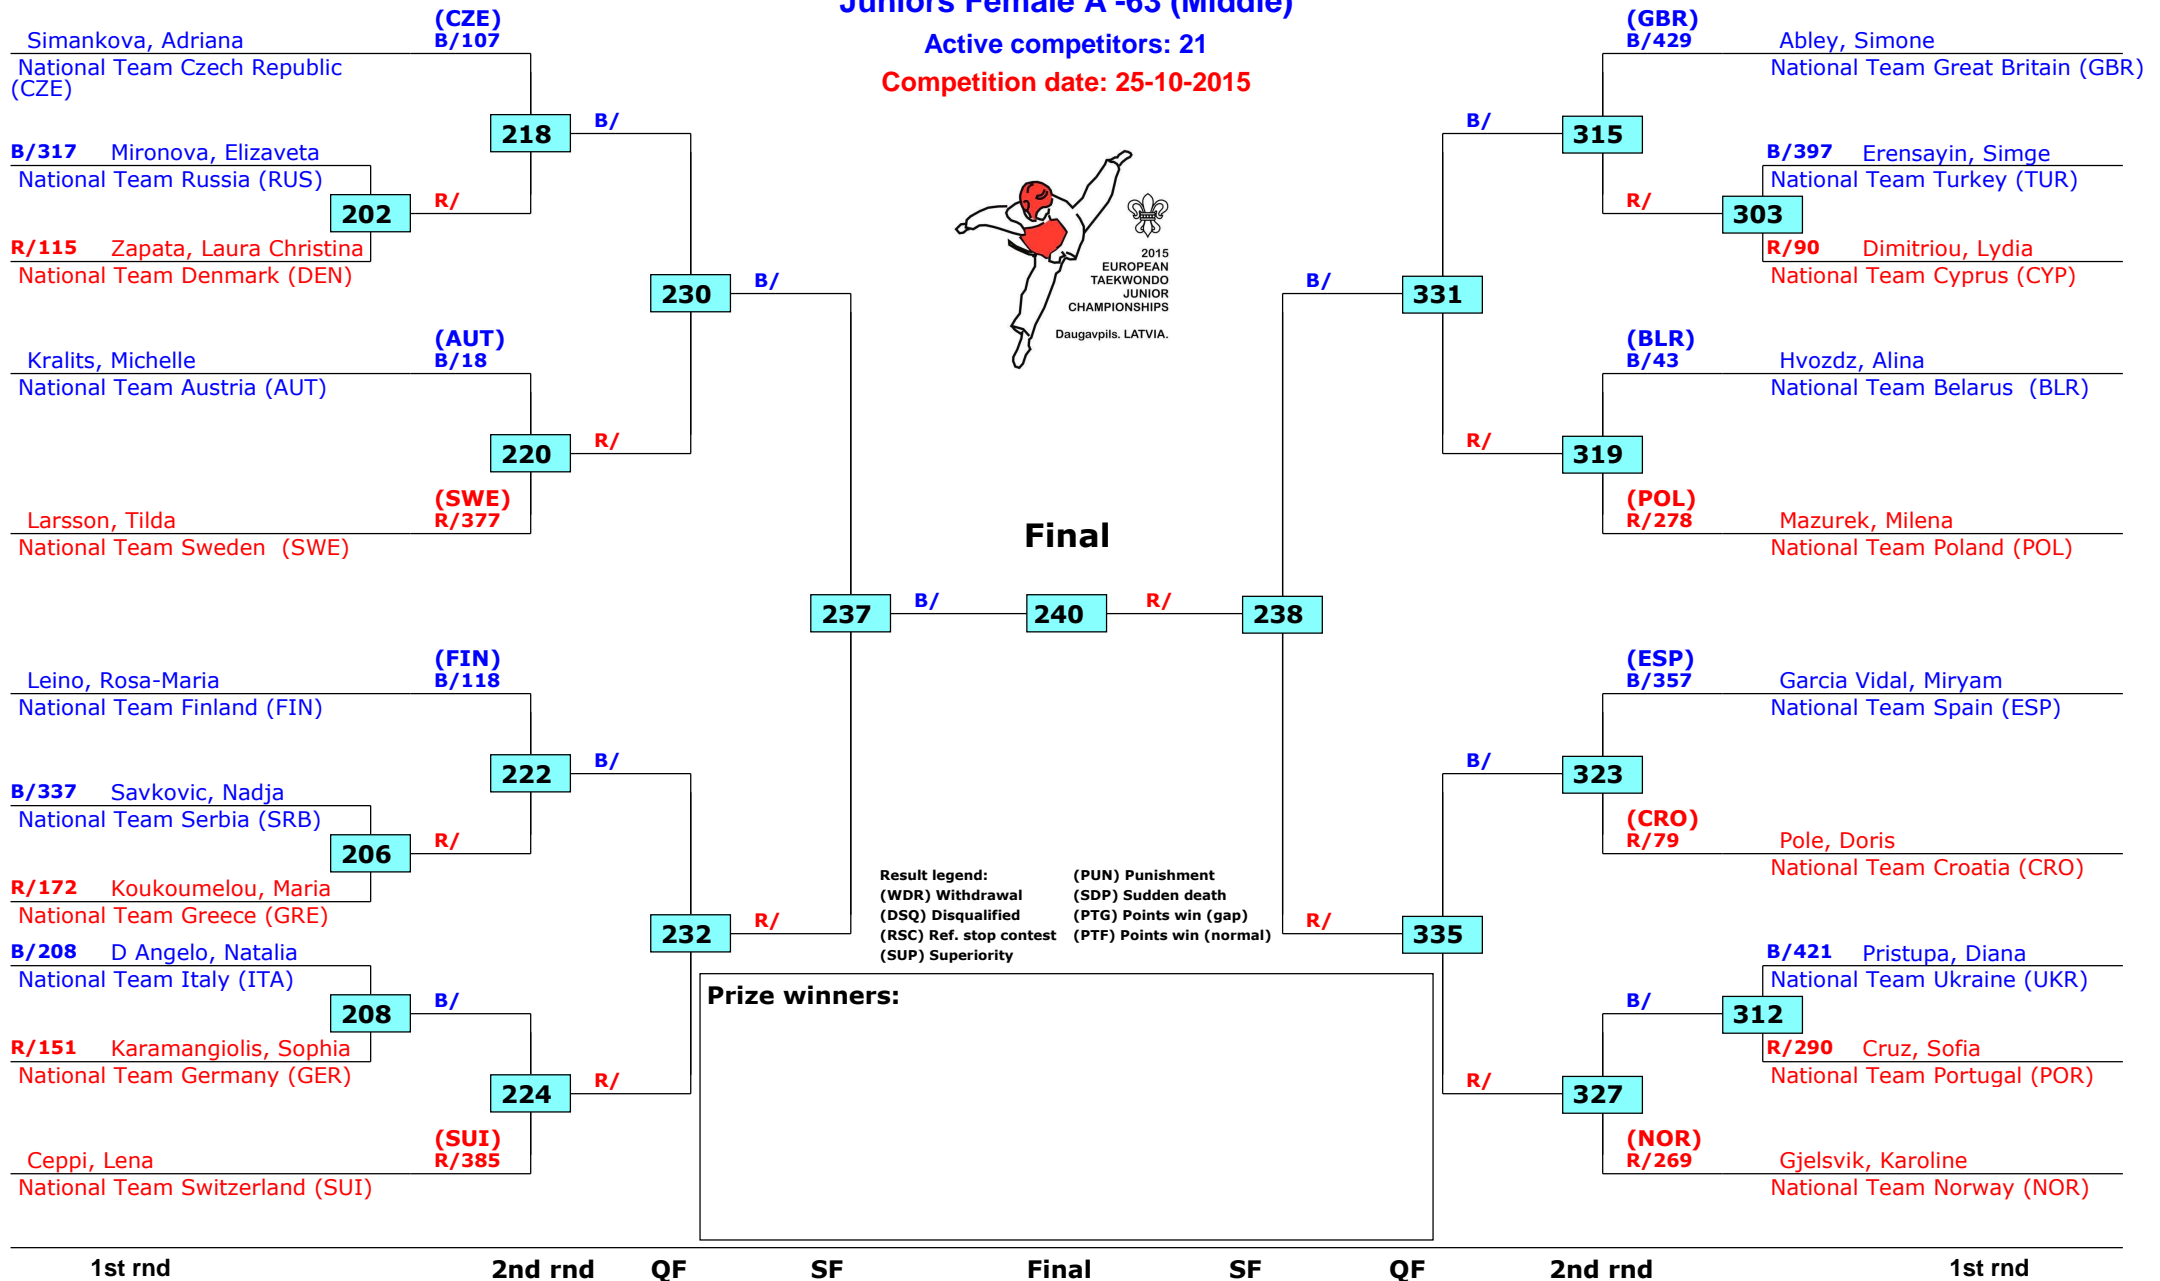 Juniors Female A -63 (Middle)
Active competitors: 21
Competition date: 25-10-2015
(CZE)
Simankova, Adriana B/107
National Team Czech Republic
(CZE)
218 B/
B/317 Mironova, Elizaveta
National Team Russia (RUS)
202 R/
R/115 Zapata, Laura Christina
National Team Denmark (DEN)
230 B/
(AUT)
Kralits, Michelle B/18
National Team Austria (AUT)
220 R/
(SWE)
Larsson, Tilda R/377
National Team Sweden (SWE)
237 B/
(FIN)
Leino, Rosa-Maria B/118
National Team Finland (FIN)
222 B/
B/337 Savkovic, Nadja
National Team Serbia (SRB)
206 R/
R/172 Koukoumelou, Maria
National Team Greece (GRE)
232 R/
B/208 D Angelo, Natalia
National Team Italy (ITA)
208 B/
R/151 Karamangiolis, Sophia
National Team Germany (GER)
224 R/
(SUI)
Ceppi, Lena R/385
National Team Switzerland (SUI)
2015
EUROPEAN
TAEKWONDO
JUNIOR
CHAMPIONSHIPS
Daugavpils. LATVIA.
Final
240
Result legend: (PUN) Punishment
(WDR) Withdrawal (SDP) Sudden death
(DSQ) Disqualified (PTG) Points win (gap)
(RSC) Ref. stop contest (PTF) Points win (normal)
(SUP) Superiority
Prize winners:
(GBR)
B/429 Abley, Simone
National Team Great Britain (GBR)
B/ 315
B/397 Erensayin, Simge
National Team Turkey (TUR)
R/ 303
R/90 Dimitriou, Lydia
National Team Cyprus (CYP)
B/ 331
(BLR)
B/43 Hvozdz, Alina
National Team Belarus (BLR)
R/ 319
(POL)
R/278 Mazurek, Milena
National Team Poland (POL)
R/ 238
(ESP)
B/357 Garcia Vidal, Miryam
National Team Spain (ESP)
B/ 323
(CRO)
R/79 Pole, Doris
National Team Croatia (CRO)
R/ 335
B/421 Pristupa, Diana
National Team Ukraine (UKR)
B/ 312
R/290 Cruz, Sofia
National Team Portugal (POR)
R/ 327
(NOR)
R/269 Gjelsvik, Karoline
National Team Norway (NOR)
1st rnd 2nd rnd QF SF Final SF QF 2nd rnd 1st rnd